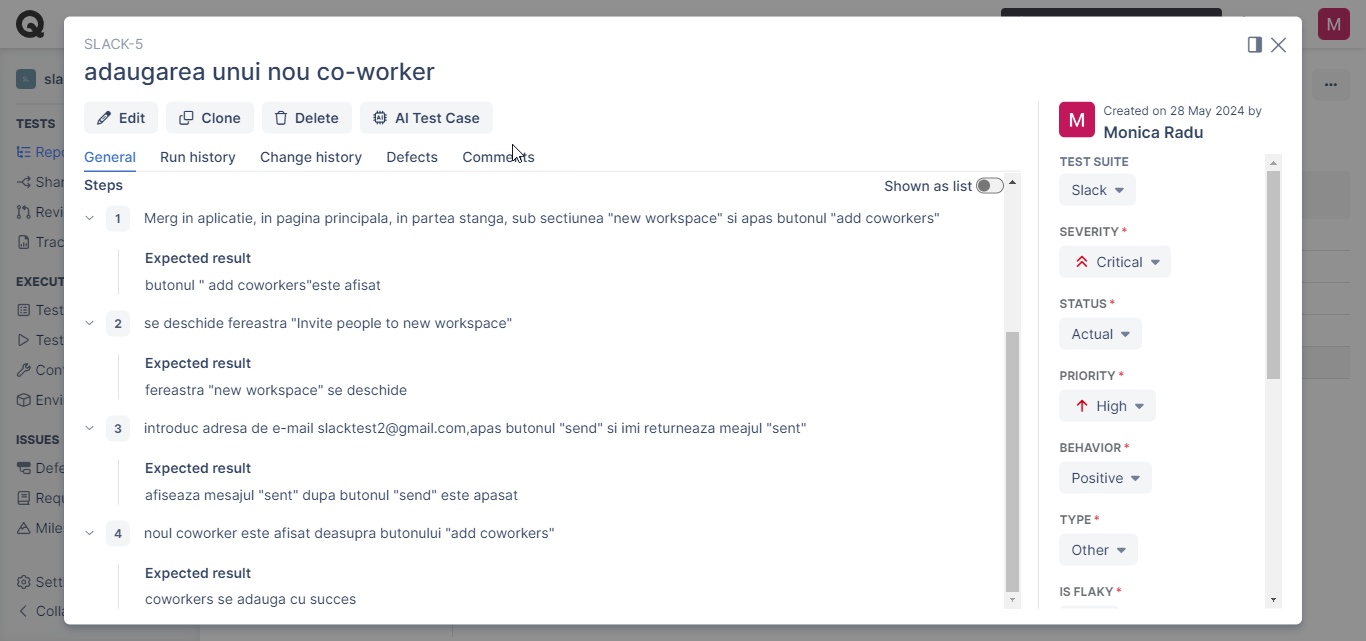 SLACK-5
adaugarea unui nou co-worker
Edit
Clone
Delete
AI Test Case
General
Run history
Change history
Defects
Comments
Steps
Shown as list
1
Merg in aplicatie, in pagina principala, in partea stanga, sub sectiunea "new workspace" si apas butonul "add coworkers"
Expected result
butonul " add coworkers"este afisat
2
se deschide fereastra "Invite people to new workspace"
Expected result
fereastra "new workspace" se deschide
3
introduc adresa de e-mail slacktest2@gmail.com,apas butonul "send" si imi returneaza meajul "sent"
Expected result
afiseaza mesajul "sent" dupa butonul "send" este apasat
4
noul coworker este afisat deasupra butonului "add coworkers"
Expected result
coworkers se adauga cu succes
M
Created on 28 May 2024 by
Monica Radu
TEST SUITE
Slack
SEVERITY*
Critical
STATUS*
Actual
PRIORITY*
High
BEHAVIOR*
Positive
TYPE*
Other
IS FLAKY*
M
TESTS
ISSUES